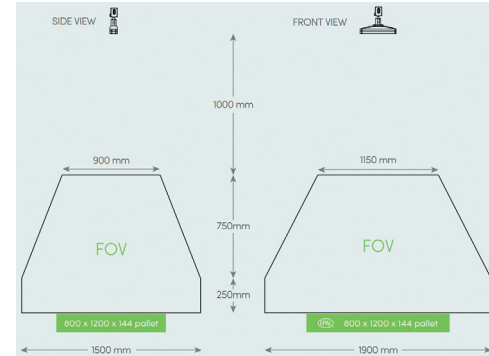 SIDE VIEW
FRONT VIEW
1000 mm
900 mm
1150 mm
FOV
750mm
FOV
250mm
800 x 1200 x 144 pallet
EPAL 800 x 1200 x 144 pallet
1500 mm
1900 mm